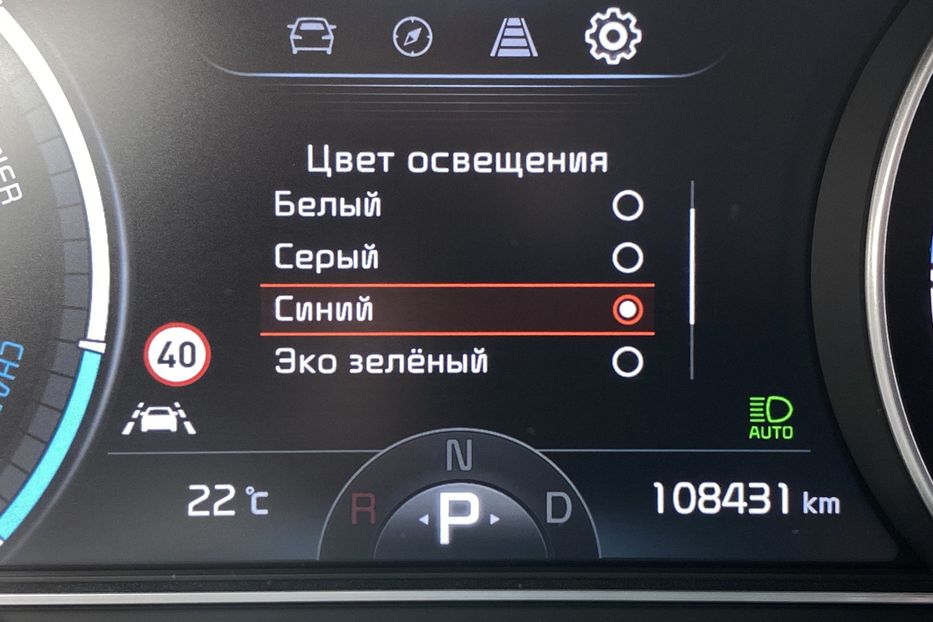 Цвет освещения
Белый
Серый
Синий
Эко зелёный
40
AUTO
N
22 °C
R
P
D
108431 km